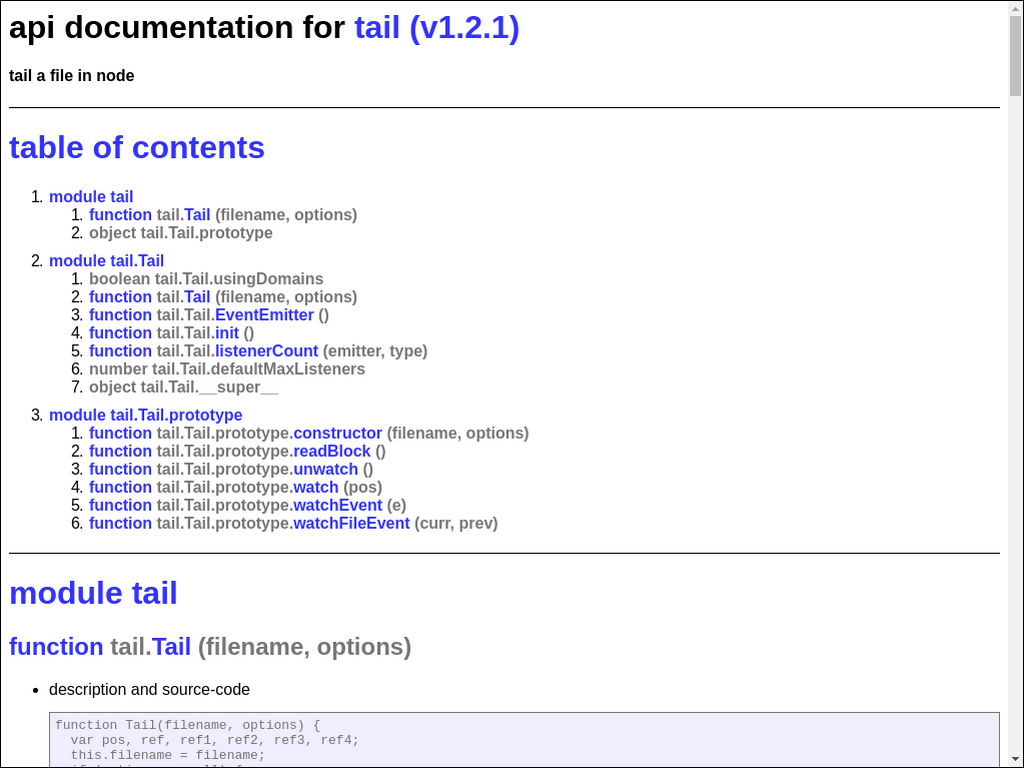 api documentation for tail (v1.2.1)
tail a file in node
table of contents
1. module tail
1. function tail.Tail (filename, options)
2. object tail.Tail.prototype
2. module tail.Tail
1. boolean tail.Tail.usingDomains
2. function tail.Tail (filename, options)
3. function tail.Tail.EventEmitter ()
4. function tail.Tail.init ()
5. function tail.Tail.listenerCount (emitter, type)
6. number tail.Tail.defaultMaxListeners
7. object tail.Tail.__super__
3. module tail.Tail.prototype
1. function tail.Tail.prototype.constructor (filename, options)
2. function tail.Tail.prototype.readBlock ()
3. function tail.Tail.prototype.unwatch ()
4. function tail.Tail.prototype.watch (pos)
5. function tail.Tail.prototype.watchEvent (e)
6. function tail.Tail.prototype.watchFileEvent (curr, prev)
module tail
function tail.Tail (filename, options)
• description and source-code
function Tail(filename, options) {
var pos, ref, ref1, ref2, ref3, ref4;
this.filename = filename;